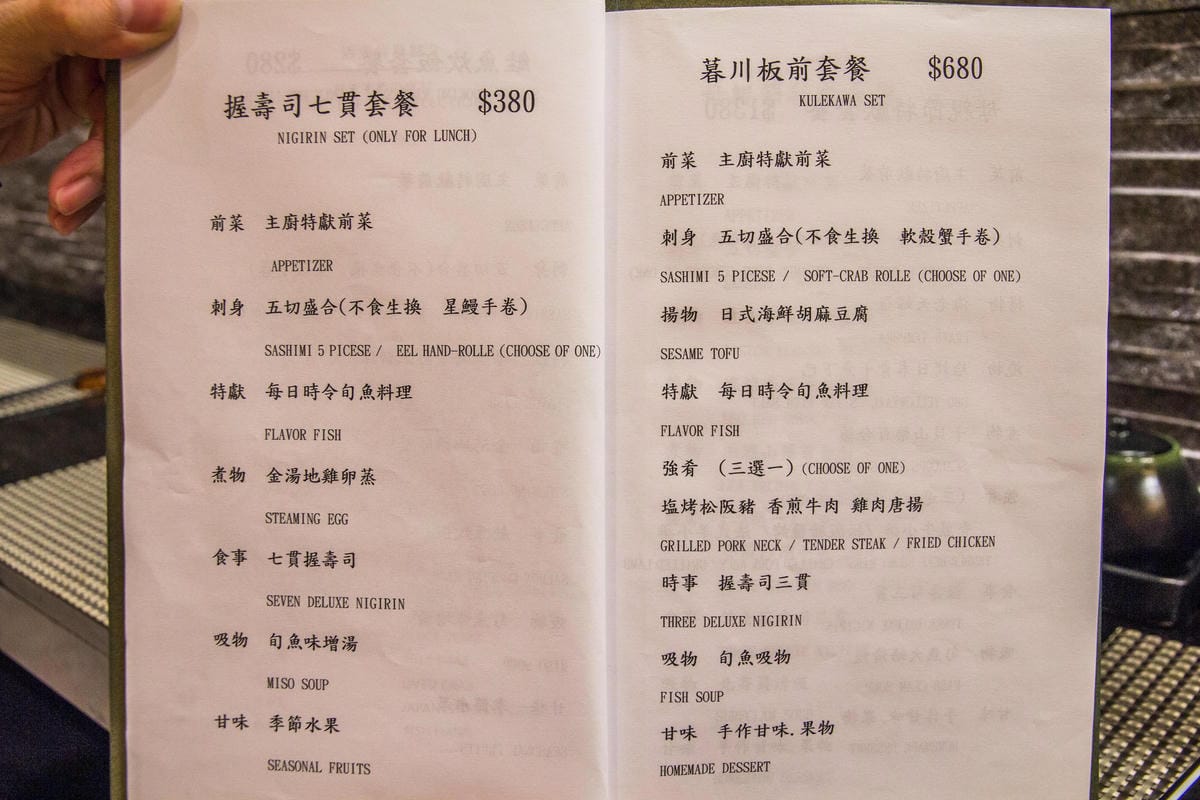 握壽司七貫套餐 $380
NIGIRIN SET (ONLY FOR LUNCH)
前菜 主廚特獻前菜
APPETIZER
刺身 五切盛合(不食生換 星鰻手卷)
SASHIMI 5 PICESE / EEL HAND-ROLLE (CHOOSE OF ONE)
特獻 每日時令旬魚料理
FLAVOR FISH
煮物 金湯地雞卵蒸
STEAMING EGG
食事 七貫握壽司
SEVEN DELUXE NIGIRIN
吸物 旬魚味增湯
MISO SOUP
甘味 季節水果
SEASONAL FRUITS
暮川板前套餐 $680
KULEKAWA SET
前菜 主廚特獻前菜
APPETIZER
刺身 五切盛合(不食生換 軟殼蟹手卷)
SASHIMI 5 PICESE / SOFT-CRAB ROLLE (CHOOSE OF ONE)
揚物 日式海鮮胡麻豆腐
SESAME TOFU
特獻 每日時令旬魚料理
FLAVOR FISH
強肴 (三選一) (CHOOSE OF ONE)
塩烤松阪豬 香煎牛肉 雞肉唐揚
GRILLED PORK NECK / TENDER STEAK / FRIED CHICKEN
時事 握壽司三貫
THREE DELUXE NIGIRIN
吸物 旬魚吸物
FISH SOUP
甘味 手作甘味.果物
HOMEMADE DESSERT